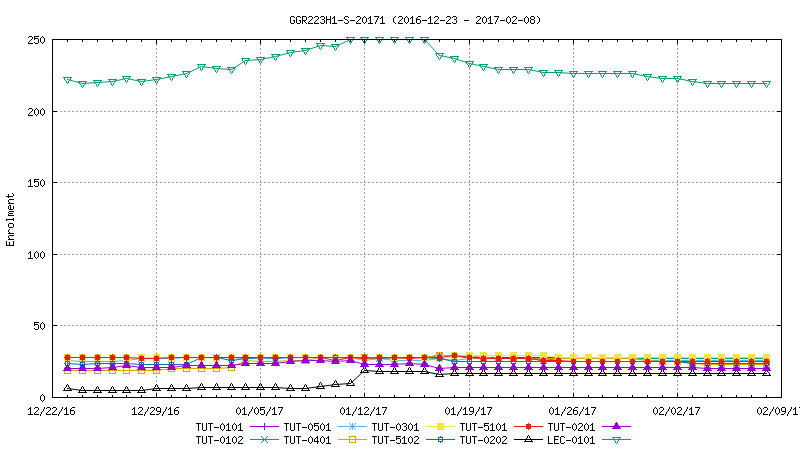 GGR223H1-S-20171 (2016-12-23 - 2017-02-08)
250
200
150
100
50
0
Enrolment
12/22/16 12/29/16 01/05/17 01/12/17 01/19/17 01/26/17 02/02/17 02/09/17
TUT-0101 TUT-0501 TUT-0301 TUT-5101 TUT-0201
TUT-0102 TUT-0401 TUT-5102 TUT-0202 LEC-0101